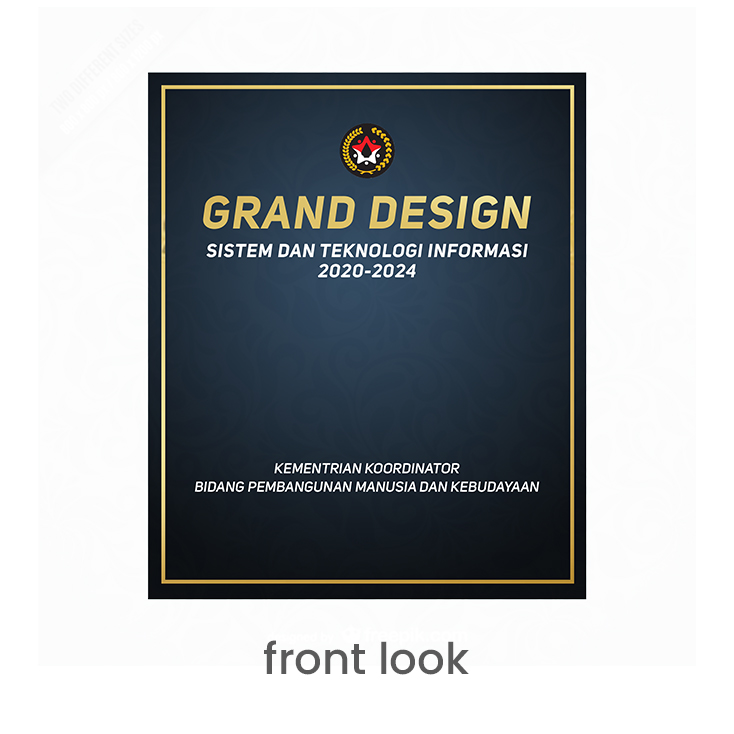 GRAND DESIGN
SISTEM DAN TEKNOLOGI INFORMASI
2020-2024
KEMENTRIAN KOORDINATOR
BIDANG PEMBANGUNAN MANUSIA DAN KEBUDAYAAN
front look